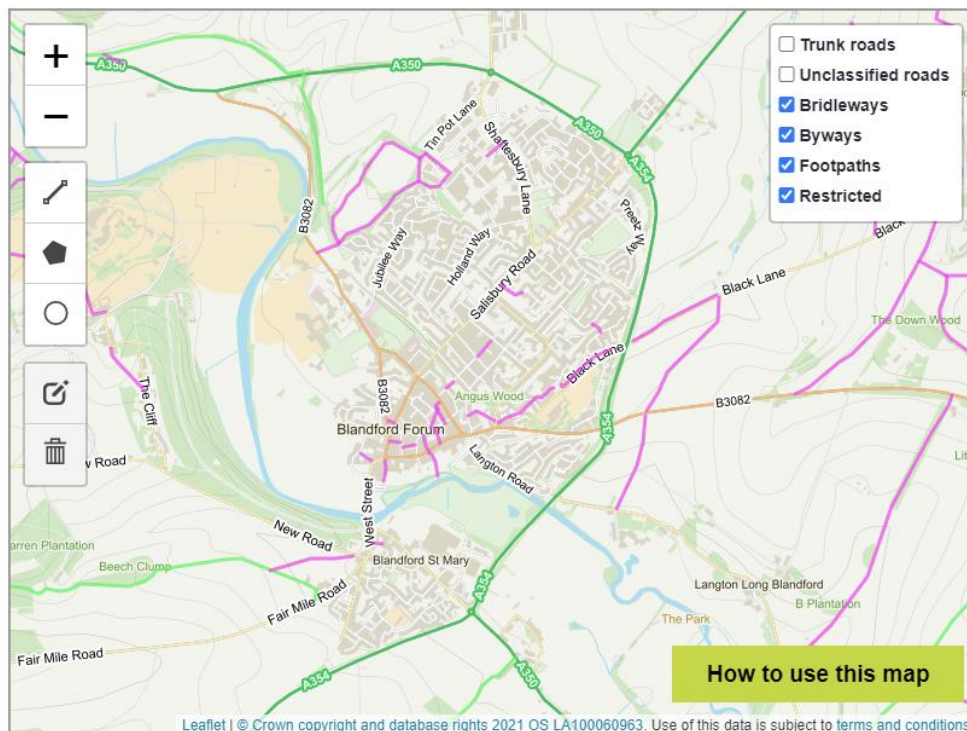 +
−
Trunk roads
Unclassified roads
Bridleways
Byways
Footpaths
Restricted
A350
A350
A350
A354
Tin Pot Lane
Shaftesbury Lane
B3082
Jubilee Way
Holland Way
Preetz Way
Salisbury Road
Black Lane
Black
The Down Wood
Black Lane
The Cliff
B3082
Angus Wood
B3082
Blandford Forum
A354
Langton Road
w Road
West Street
New Road
arren Plantation
Beech Clump
Blandford St Mary
Fair Mile Road
Langton Long Blandford
B Plantation
The Park
A354
Fair Mile Road
A354
A350
Lit
How to use this map
Leaflet | © Crown copyright and database rights 2021 OS LA100060963. Use of this data is subject to terms and conditions